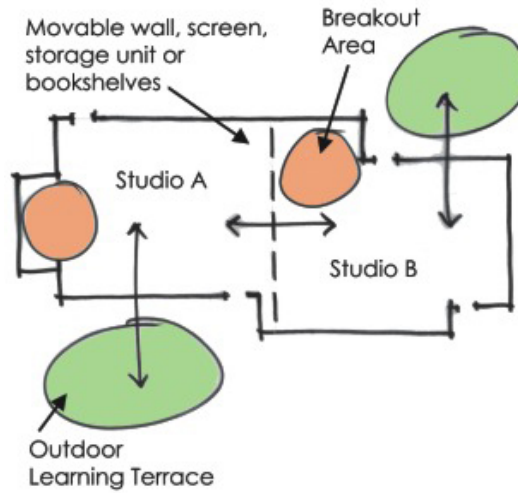 Movable wall, screen,
storage unit or
bookshelves
Breakout
Area
Studio A
Studio B
Outdoor
Learning Terrace